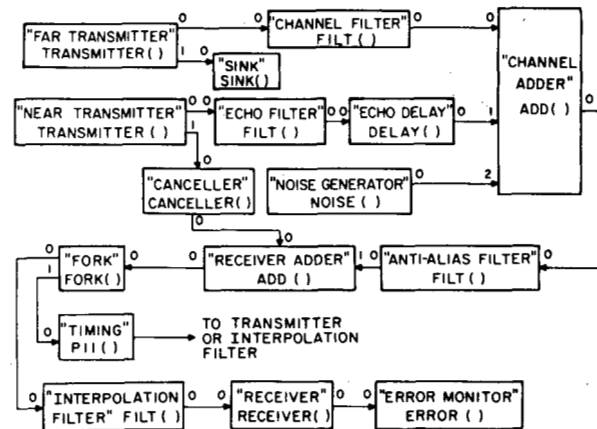 0 0 "CHANNEL FILTER" 0 0
"FAR TRANSMITTER" FILT ( )
TRANSMITTER ( ) 1 0
"SINK"
SINK()
"CHANNEL
ADDER"
ADD ( ) 0
"NEAR TRANSMITTER" 0 0 "ECHO FILTER" 0 0 "ECHO DELAY" 0 1
TRANSMITTER ( ) 1 FILT ( ) DELAY ( )
0
"CANCELLER" "NOISE GENERATOR" 0 2
CANCELLER( ) NOISE ( )
0
0
0 "FORK" 0 0 "RECEIVER ADDER" 1 0 "ANTI-ALIAS FILTER" 0
1 FORK( ) ADD ( ) FILT ( )
0 "TIMING" TO TRANSMITTER
PII() OR INTERPOLATION
FILTER
0 "INTERPOLATION 0 0 "RECEIVER" 0 0 "ERROR MONITOR"
FILTER" FILT ( ) RECEIVER( ) ERROR ( )